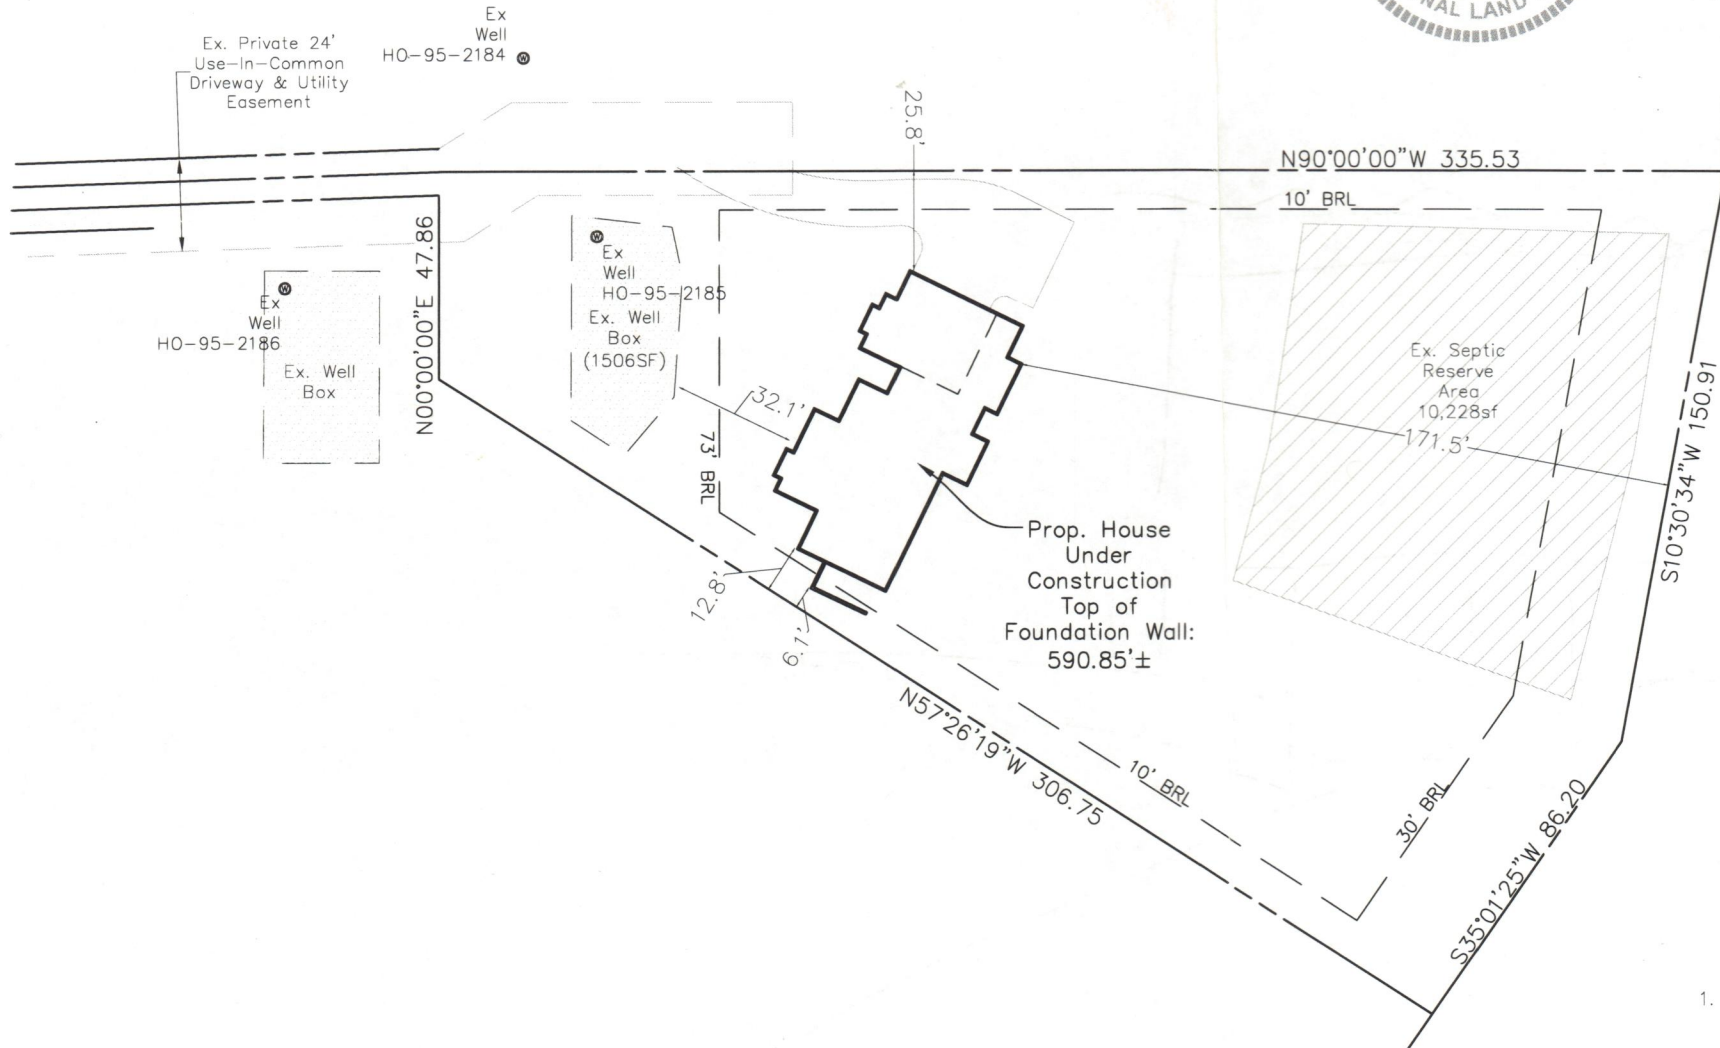 NAL LAND
Ex. Private 24'
Use-In-Common
Driveway & Utility
Easement
Ex
Well
HO-95-2184
W
25.8'
N90°00'00"W 335.53
10' BRL
N00°00'00"E 47.86
W
Ex
Well
HO-95-2185
Ex. Well
Box
(1506SF)
W
Ex
Well
HO-95-2186
Ex. Well
Box
32.1'
73' BRL
Ex. Septic
Reserve
Area
10,228sf
171.5'
S10°30'34"W 150.91
Prop. House
Under
Construction
Top of
Foundation Wall:
590.85'±
12.8'
6.1'
N57°26'19"W 306.75
10' BRL
30' BRL
S35°01'25"W 86.20
1.